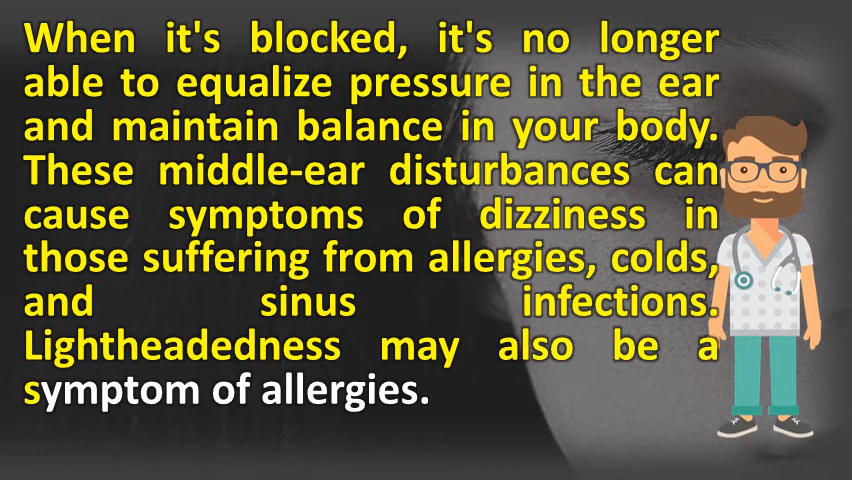 When it's blocked, it's no longer
able to equalize pressure in the ear
and maintain balance in your body.
These middle-ear disturbances can
cause symptoms of dizziness in
those suffering from allergies, colds,
and sinus infections.
Lightheadedness may also be a
symptom of allergies.